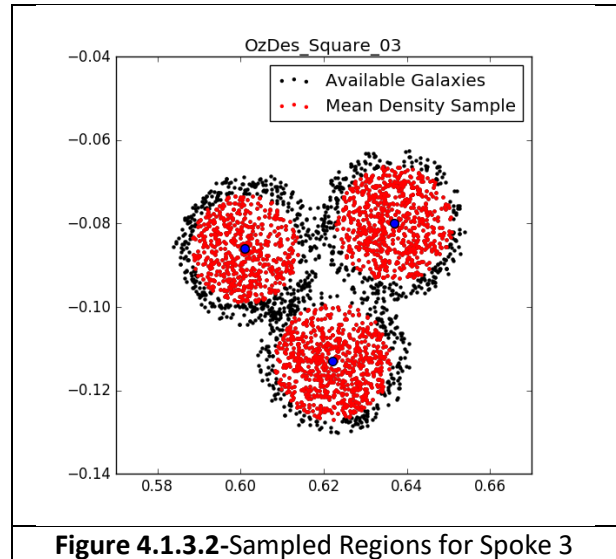 OzDes_Square_03
Available Galaxies
Mean Density Sample
−0.04
−0.06
−0.08
−0.10
−0.12
−0.14
0.58 0.60 0.62 0.64 0.66
Figure 4.1.3.2-Sampled Regions for Spoke 3